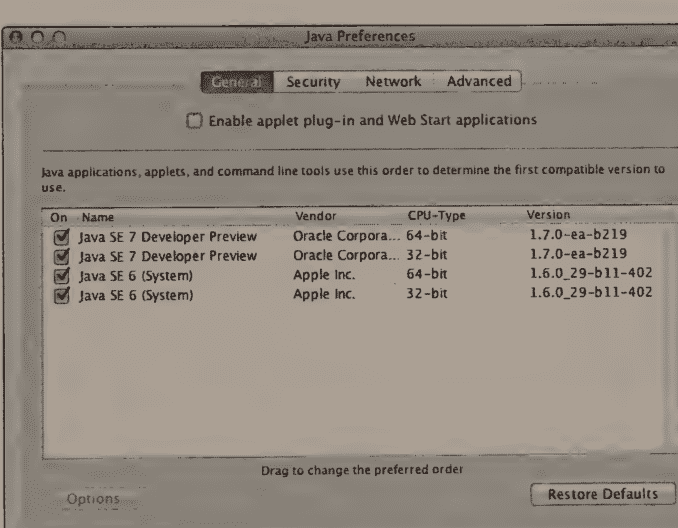 Java Preferences
General Security Network Advanced
Enable applet plug-in and Web Start applications
Java applications, applets, and command line tools use this order to determine the first compatible version to
use.
On Name Vendor CPU-Type Version
Java SE 7 Developer Preview Oracle Corpora... 64-bit 1.7.0-ea-b219
Java SE 7 Developer Preview Oracle Corpora... 32-bit 1.7.0-ea-b219
Java SE 6 (System) Apple Inc. 64-bit 1.6.0_29-b11-402
Java SE 6 (System) Apple Inc. 32-bit 1.6.0_29-b11-402
Drag to change the preferred order
Options... Restore Defaults